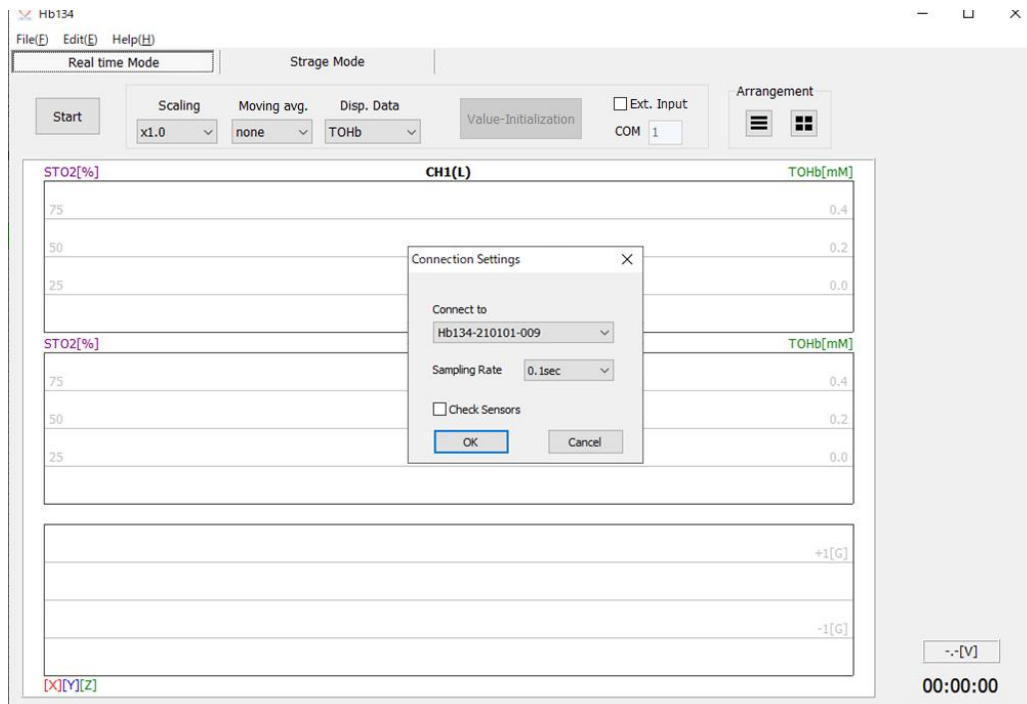 Hb134
File(F) Edit(E) Help(H)
Real time Mode Strage Mode
Start
Scaling
x1.0
Moving avg.
none
Disp. Data
TOHb
Value-Initialization
Ext. Input
COM 1
Arrangement
STO2[%] CH1(L) TOHb[mM]
75 0.4
50 0.2
25 0.0
STO2[%] TOHb[mM]
75 0.4
50 0.2
25 0.0
+1[G]
-1[G]
[X][Y][Z]
Connection Settings
Connect to
Hb134-210101-009
Sampling Rate 0.1sec
Check Sensors
OK Cancel
-.-[V]
00:00:00